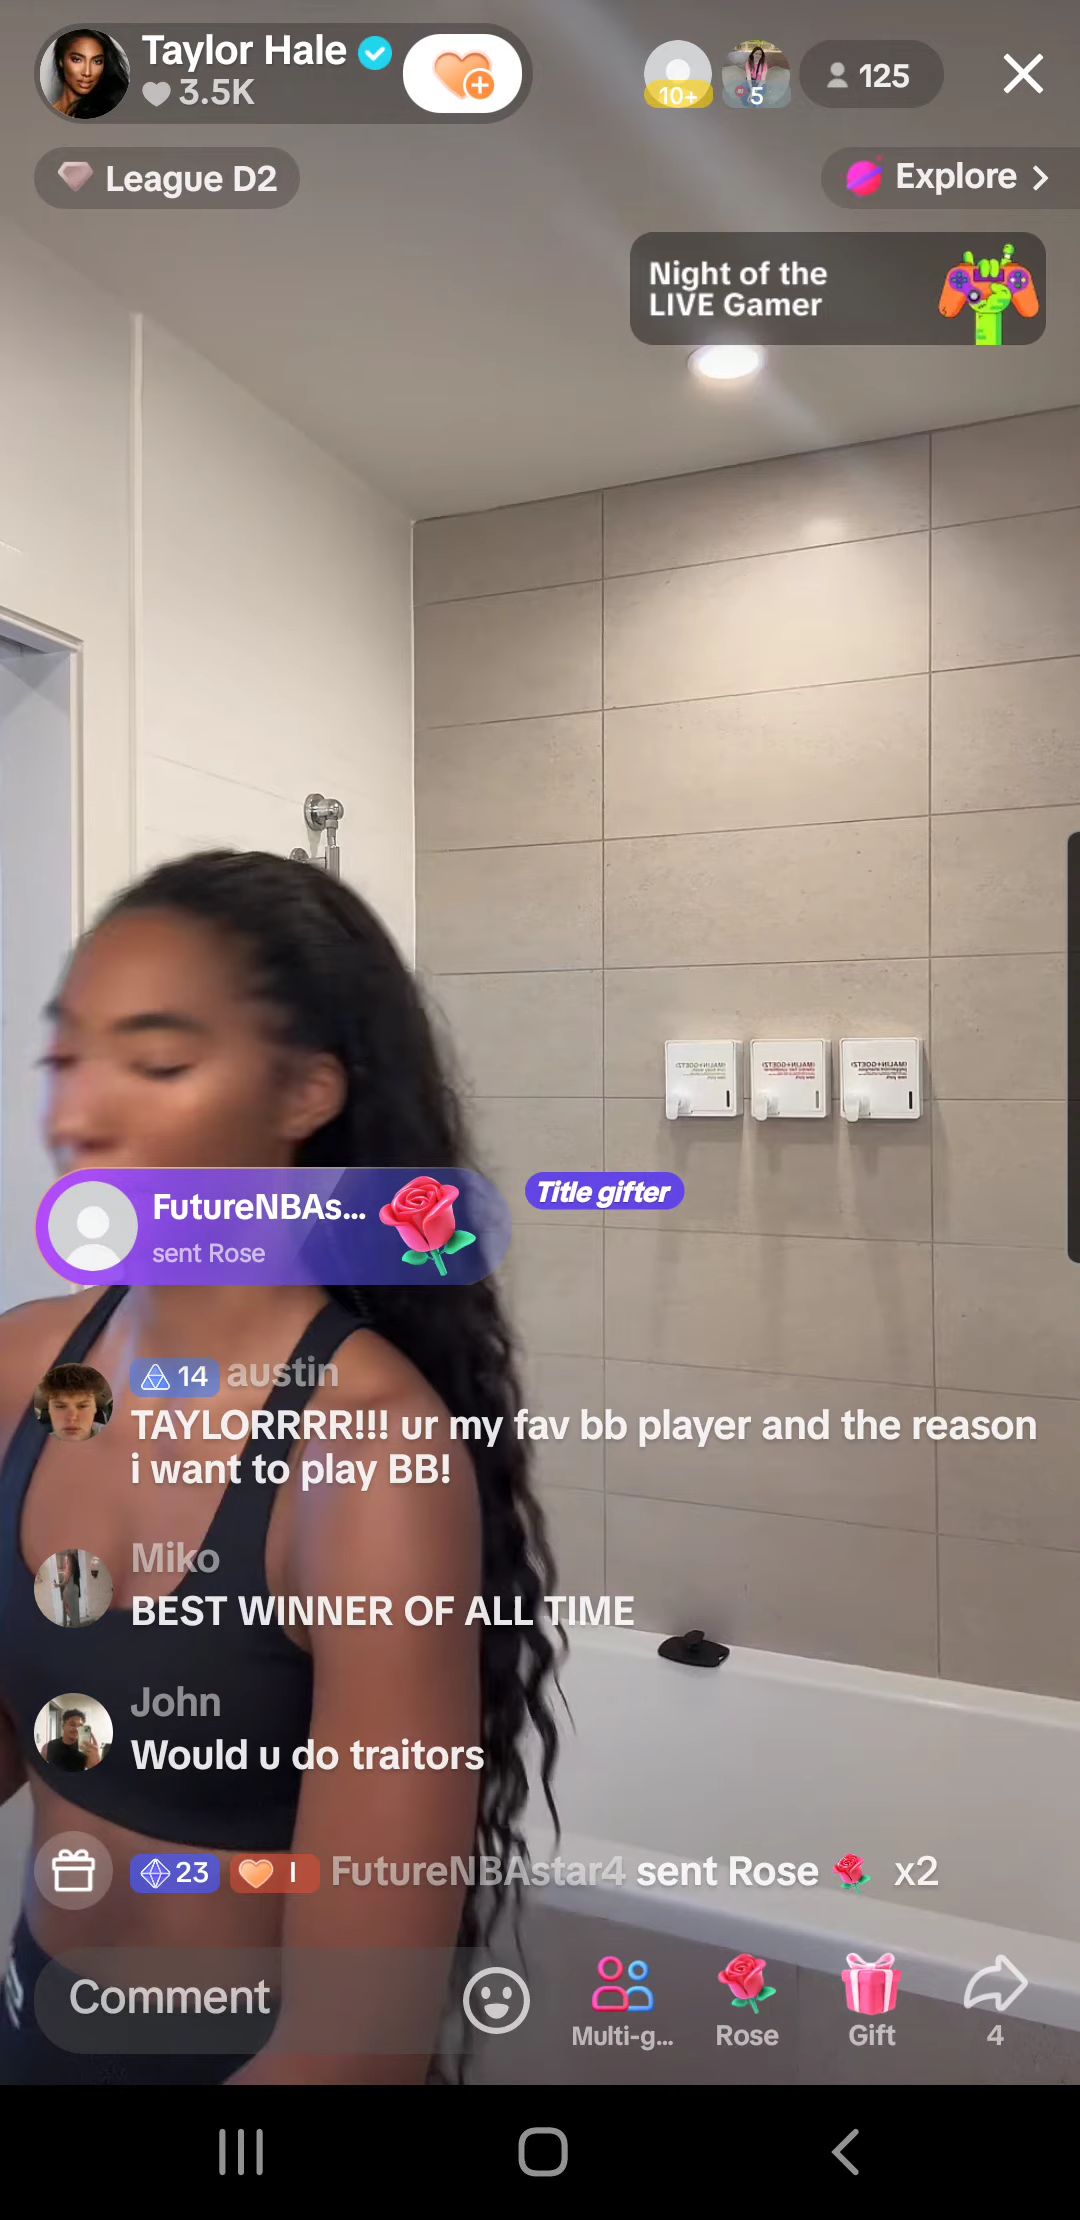 Taylor Hale
3.5K
10+
5
125
League D2
Explore
Night of the
LIVE Gamer
FutureNBAs...
sent Rose
Title gifter
14 austin
TAYLORRRR!!! ur my fav bb player and the reason
i want to play BB!
Miko
BEST WINNER OF ALL TIME
John
Would u do traitors
23 I FutureNBAstar4 sent Rose x2
Comment
Multi-g...
Rose
Gift
4